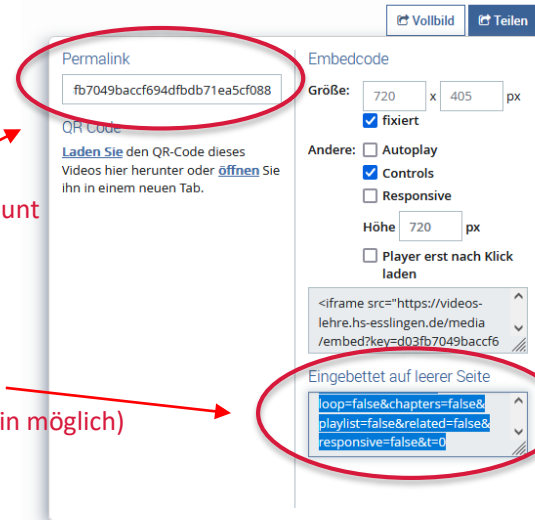 Vollbild
Teilen
Permalink
fb7049baccf694dfbdb71ea5cf088
QR Code
Laden Sie den QR-Code dieses
Videos hier herunter oder öffnen Sie
ihn in einem neuen Tab.
unt
in möglich)
Embedcode
Größe: 720 x 405 px
fixiert
Andere: Autoplay
Controls
Responsive
Höhe 720 px
Player erst nach Klick
laden
<iframe src="https://videos-
lehre.hs-esslingen.de/media
/embed?key=d03fb7049baccf6
Eingebettet auf leerer Seite
loop=false&chapters=false&
playlist=false&related=false&
responsive=false&t=0